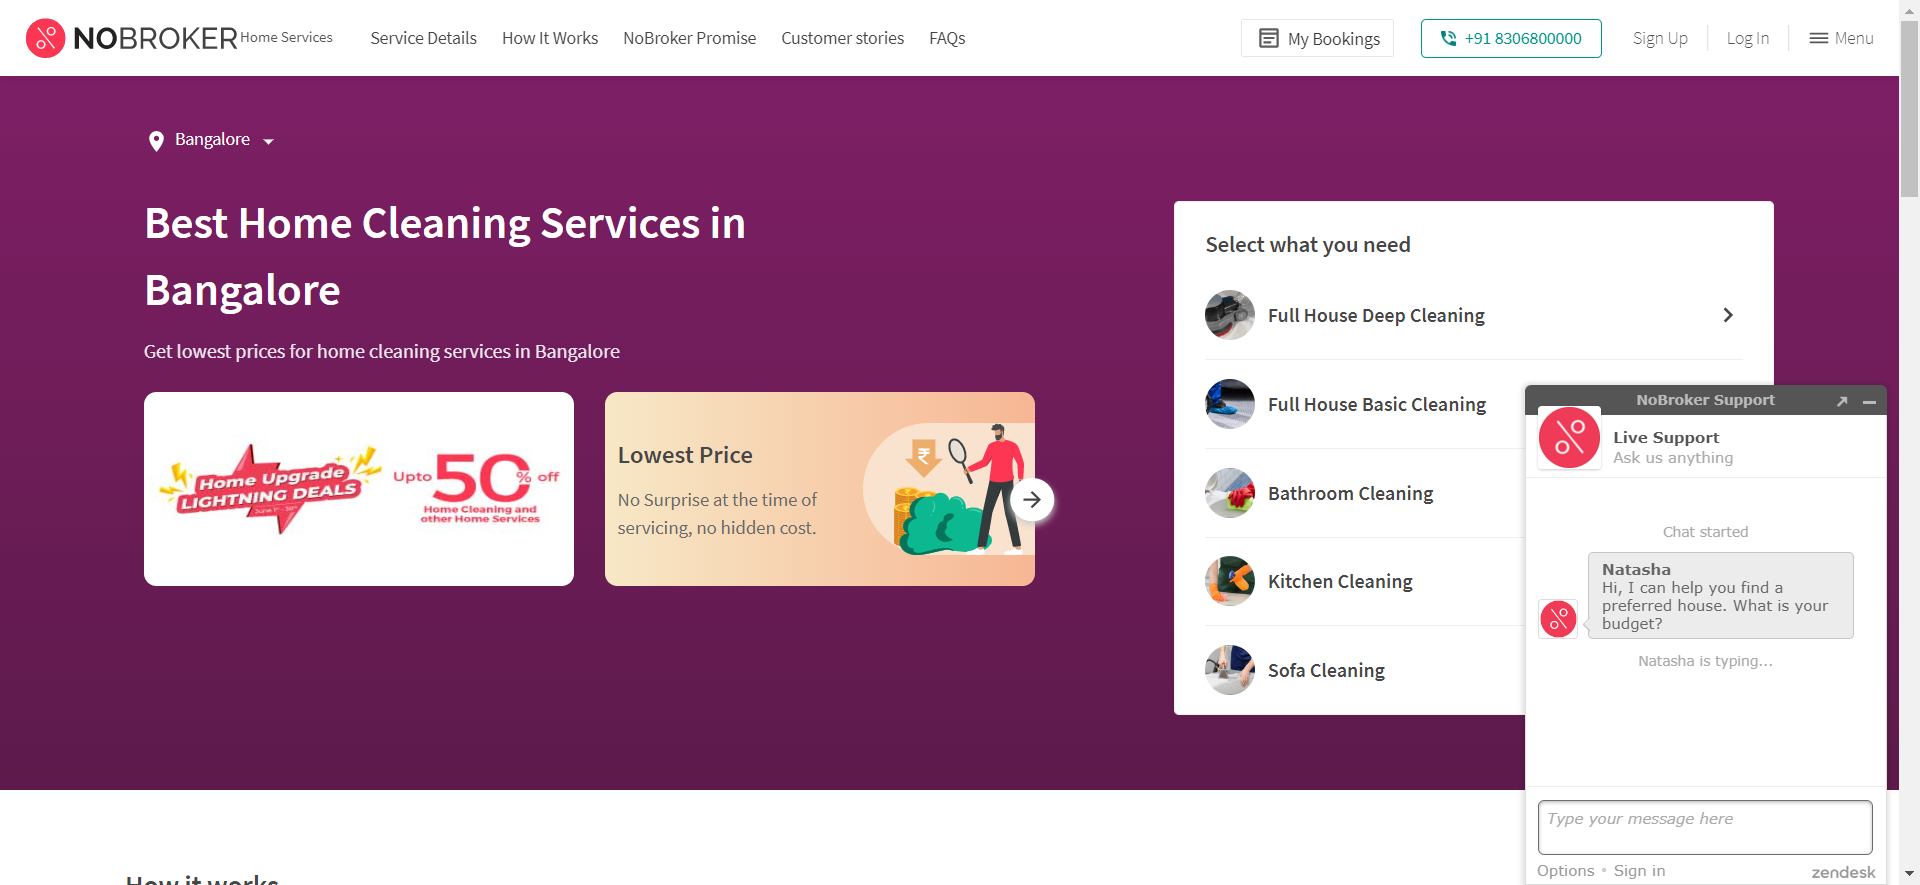 NOBROKER Home Services
Service Details
How It Works
NoBroker Promise
Customer stories
FAQs
My Bookings
+91 8306800000
Sign Up
Log In
Menu
Bangalore
Best Home Cleaning Services in
Bangalore
Get lowest prices for home cleaning services in Bangalore
Home Upgrade
LIGHTNING DEALS
Upto 50% off
Home Cleaning and
other Home Services
Lowest Price
No Surprise at the time of
servicing, no hidden cost.
Select what you need
Full House Deep Cleaning
Full House Basic Cleaning
Bathroom Cleaning
Kitchen Cleaning
Sofa Cleaning
NoBroker Support
Live Support
Ask us anything
Chat started
Natasha
Hi, I can help you find a
preferred house. What is your
budget?
Natasha is typing...
Type your message here
Options • Sign in
zendesk
How it works